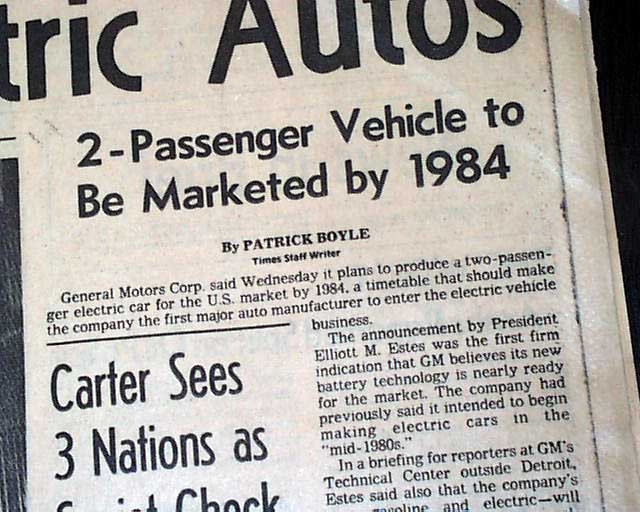 tric Autos
2-Passenger Vehicle to
Be Marketed by 1984
By PATRICK BOYLE
Times Staff Writer
General Motors Corp. said Wednesday it plans to produce a two-passen-
ger electric car for the U.S. market by 1984, a timetable that should make
the company the first major auto manufacturer to enter the electric vehicle
business.
The announcement by President
Elliott M. Estes was the first firm
indication that GM believes its new
battery technology is nearly ready
for the market. The company had
previously said it intended to begin
making electric cars in the
"mid-1980s."
In a briefing for reporters at GM's
Technical Center outside Detroit,
Estes said also that the company's
gasoline and electric—will
Carter Sees
3 Nations as
Soviet Check